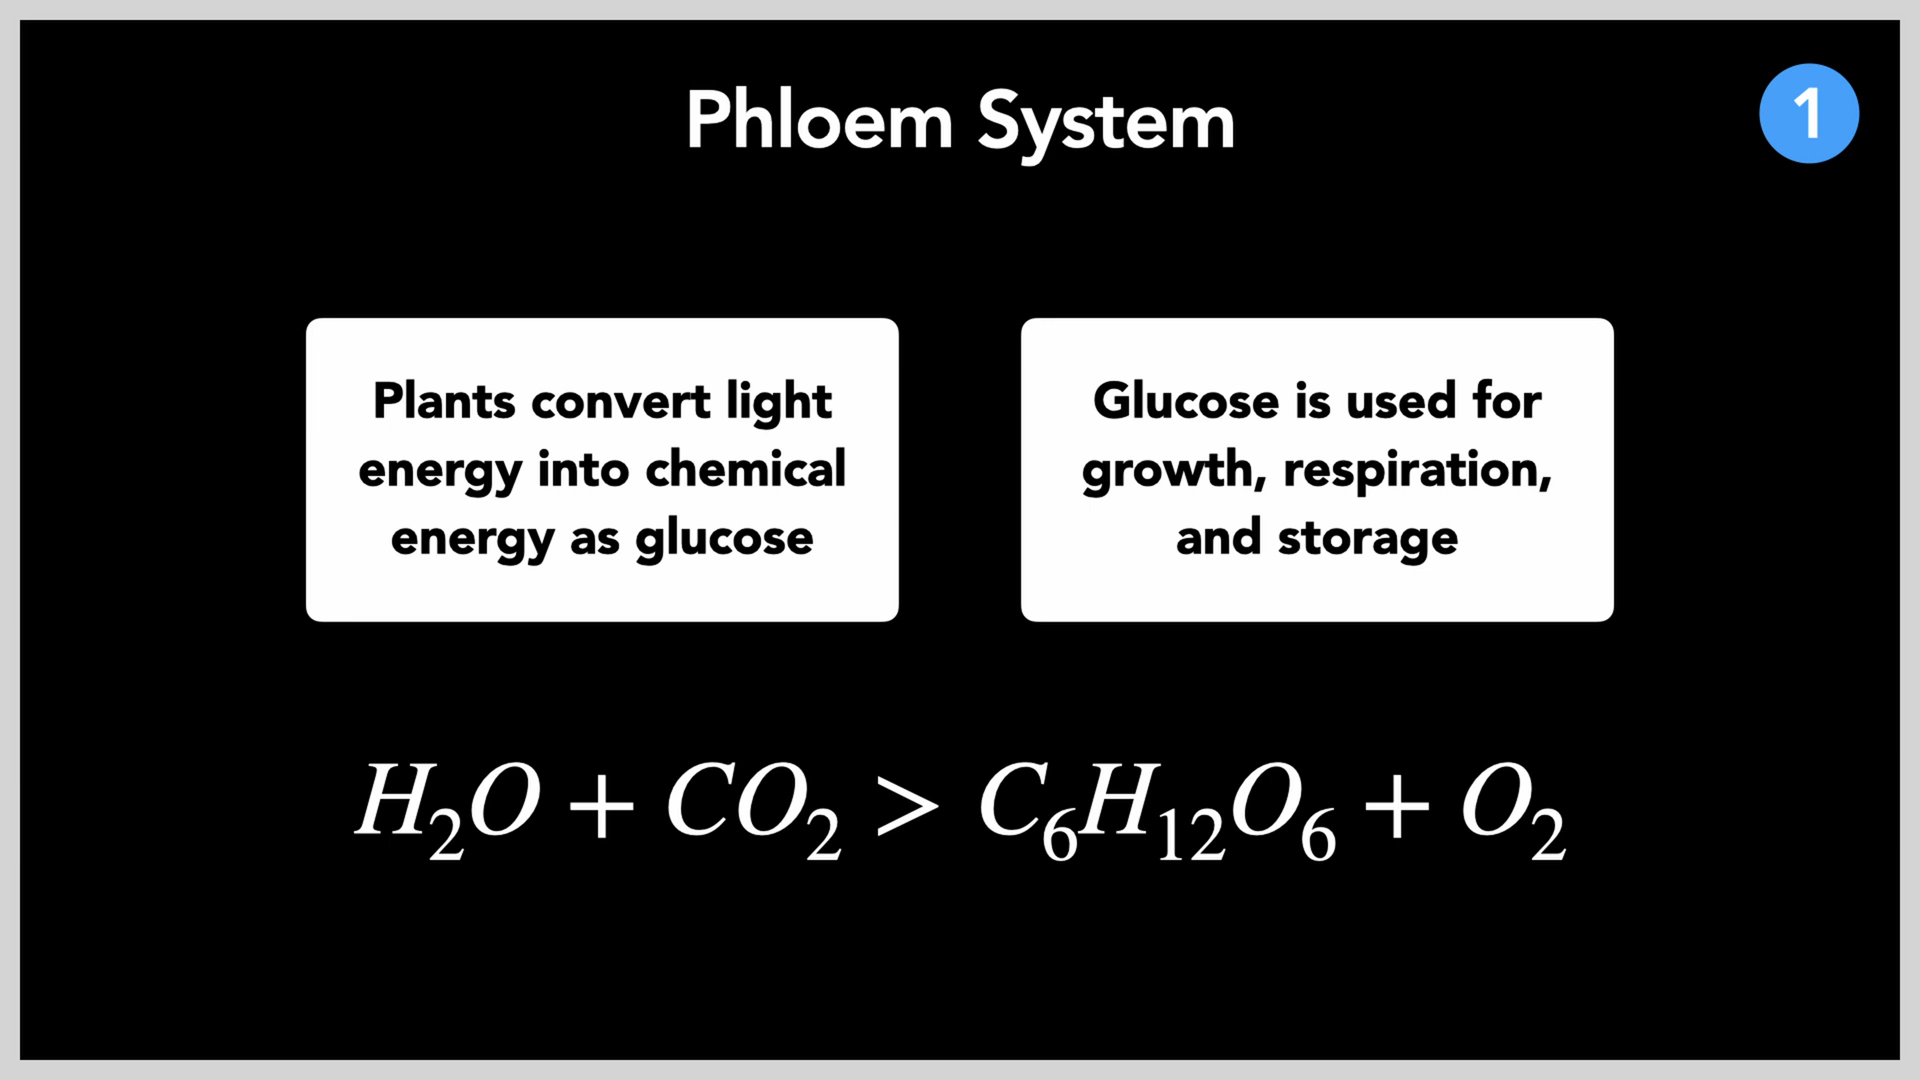 Phloem System
1
Plants convert light
energy into chemical
energy as glucose
Glucose is used for
growth, respiration,
and storage
H₂O + CO₂ > C₆H₁₂O₆ + O₂